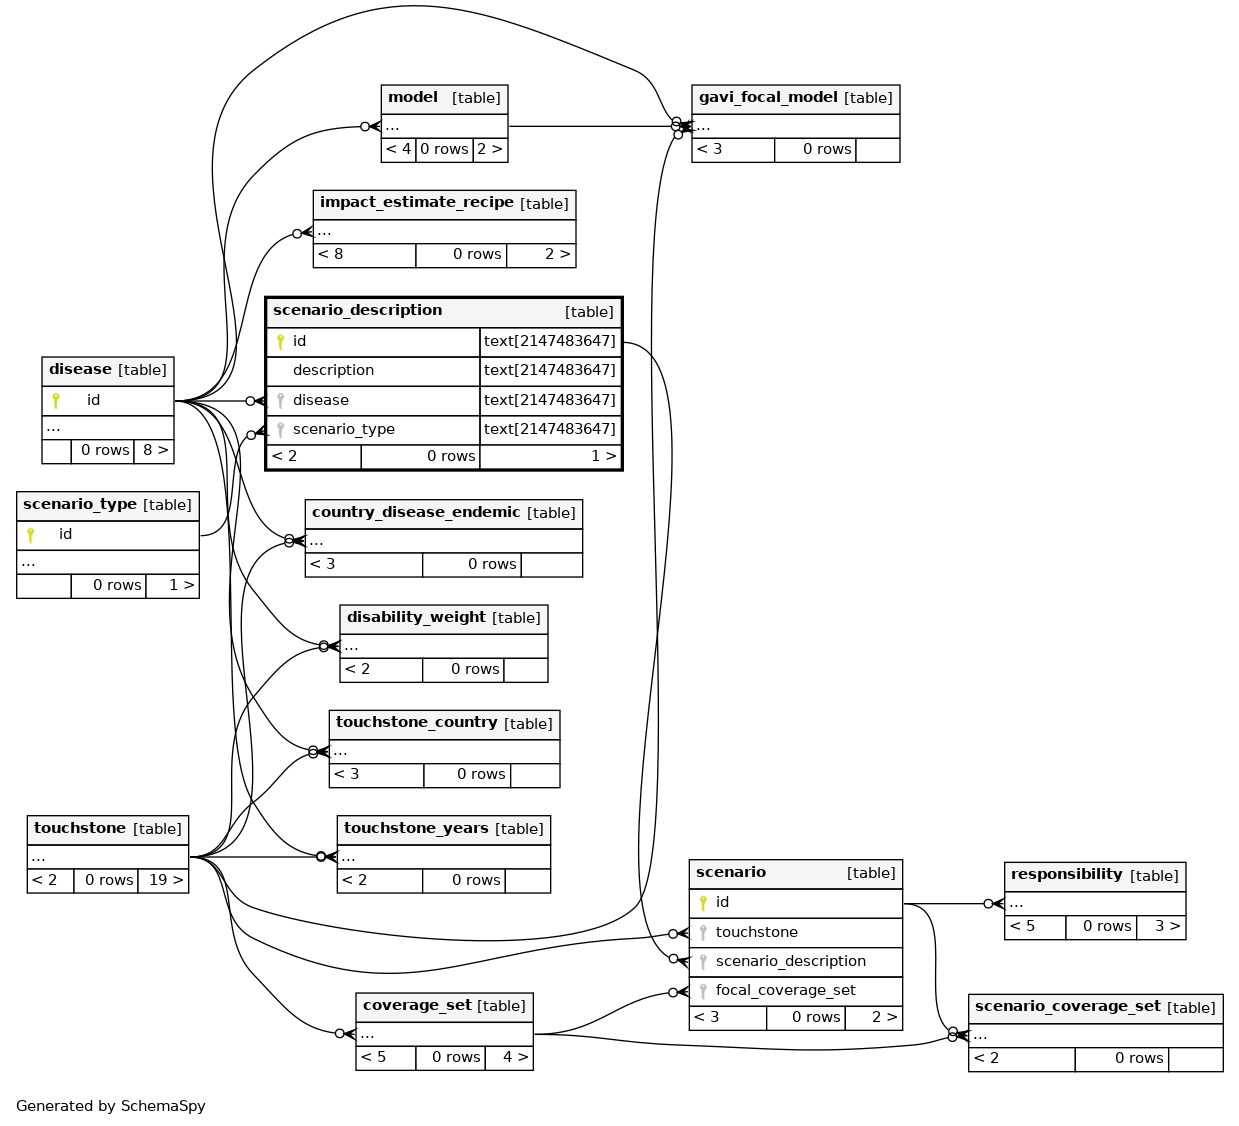 model [table]
...
< 4 0 rows 2 >
gavi_focal_model [table]
...
< 3 0 rows
impact_estimate_recipe [table]
...
< 8 0 rows 2 >
scenario_description [table]
id text[2147483647]
description text[2147483647]
disease text[2147483647]
scenario_type text[2147483647]
< 2 0 rows 1 >
disease [table]
id
...
0 rows 8 >
scenario_type [table]
id
...
0 rows 1 >
country_disease_endemic [table]
...
< 3 0 rows
disability_weight [table]
...
< 2 0 rows
touchstone_country [table]
...
< 3 0 rows
touchstone [table]
...
< 2 0 rows 19 >
touchstone_years [table]
...
< 2 0 rows
scenario [table]
id
touchstone
scenario_description
focal_coverage_set
< 3 0 rows 2 >
responsibility [table]
...
< 5 0 rows 3 >
coverage_set [table]
...
< 5 0 rows 4 >
scenario_coverage_set [table]
...
< 2 0 rows
Generated by SchemaSpy